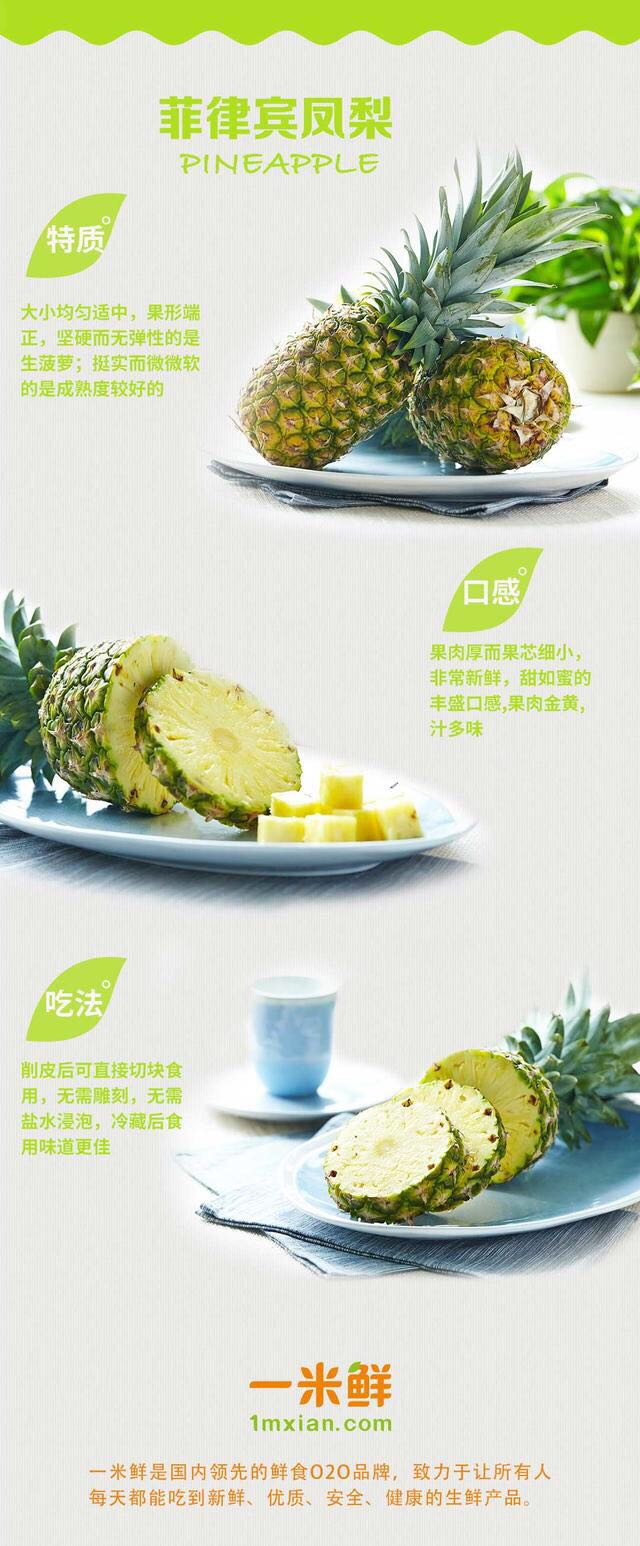 菲律宾凤梨
PINEAPPLE
特质
大小均匀适中，果形端
正，坚硬而无弹性的是
生菠萝；挺实而微微软
的是成熟度较好的
口感
果肉厚而果芯细小，
非常新鲜，甜如蜜的
丰盛口感,果肉金黄,
汁多味
吃法
削皮后可直接切块食
用，无需雕刻，无需
盐水浸泡，冷藏后食
用味道更佳
一米鲜
1mxian.com
一米鲜是国内领先的鲜食O2O品牌，致力于让所有人
每天都能吃到新鲜、优质、安全、健康的生鲜产品。